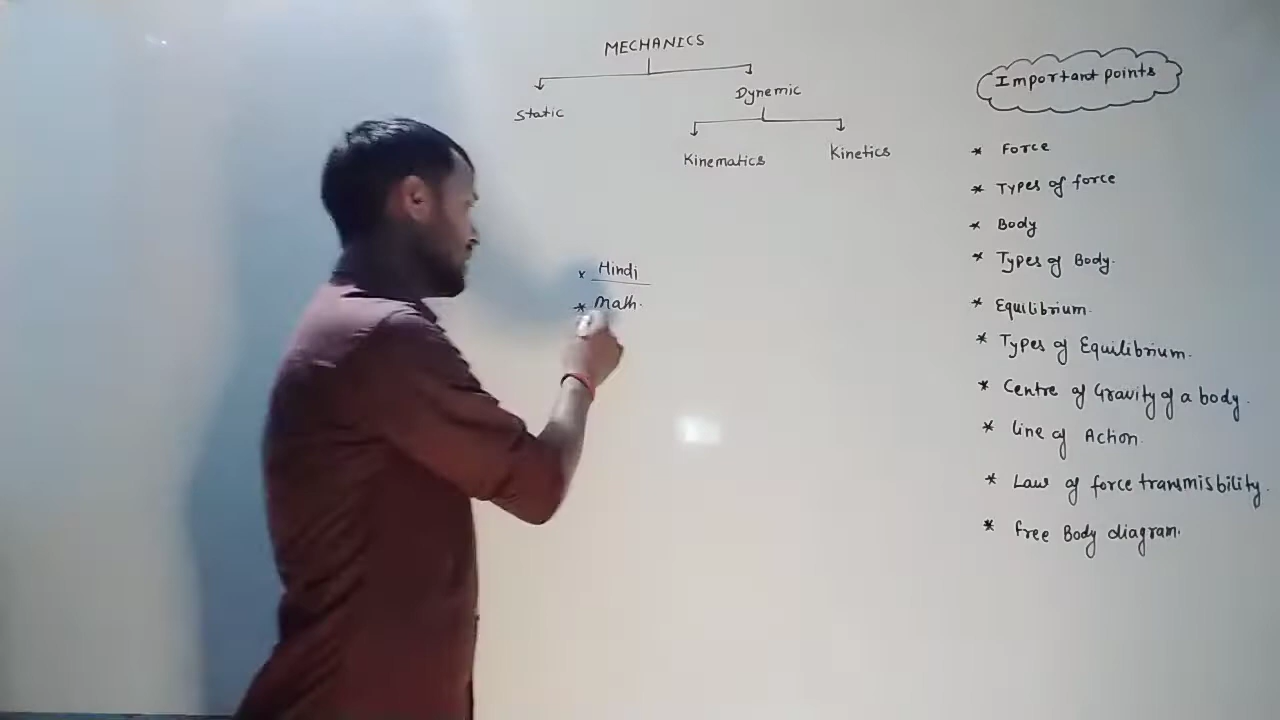 MECHANICS
Static
Dynemic
Kinematics
Kinetics
* Hindi
* Math.
Important points
* Force
* Types of force
* Body
* Types of Body.
* Equilibrium.
* Types of Equilibrium.
* Centre of Gravity of a body.
* line of Action.
* Law of force transmisbility.
* free Body diagram.